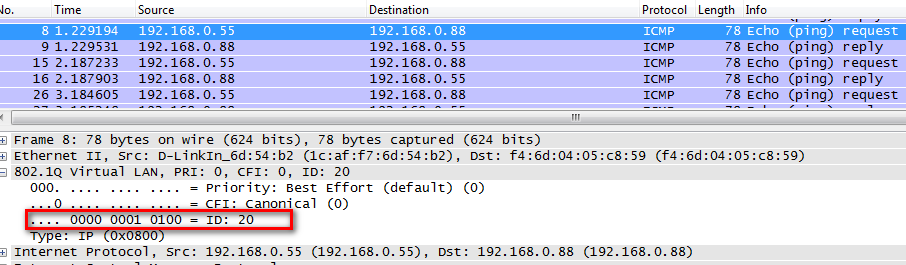 No. Time Source Destination Protocol Length Info
8 1.229194 192.168.0.55 192.168.0.88 ICMP 78 Echo (ping) request
9 1.229531 192.168.0.88 192.168.0.55 ICMP 78 Echo (ping) reply
15 2.187233 192.168.0.55 192.168.0.88 ICMP 78 Echo (ping) request
16 2.187903 192.168.0.88 192.168.0.55 ICMP 78 Echo (ping) reply
26 3.184605 192.168.0.55 192.168.0.88 ICMP 78 Echo (ping) request
Frame 8: 78 bytes on wire (624 bits), 78 bytes captured (624 bits)
Ethernet II, Src: D-LinkIn_6d:54:b2 (1c:af:f7:6d:54:b2), Dst: f4:6d:04:05:c8:59 (f4:6d:04:05:c8:59)
802.1Q Virtual LAN, PRI: 0, CFI: 0, ID: 20
000. .... .... .... = Priority: Best Effort (default) (0)
...0 .... .... .... = CFI: Canonical (0)
.... 0000 0001 0100 = ID: 20
Type: IP (0x0800)
Internet Protocol, Src: 192.168.0.55 (192.168.0.55), Dst: 192.168.0.88 (192.168.0.88)